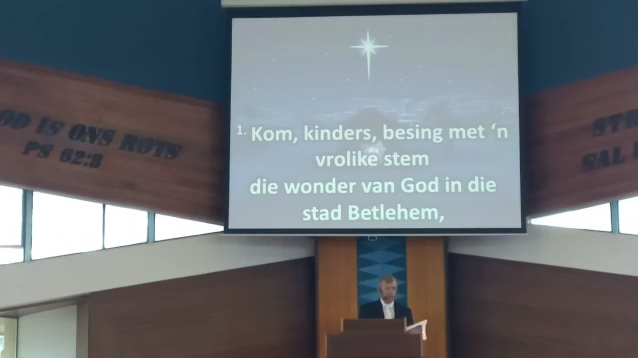 1. Kom, kinders, besing met ‘n
vrolike stem
die wonder van God in die
stad Betlehem,
OD IS ONS ROTS
PS 62:8
SAL